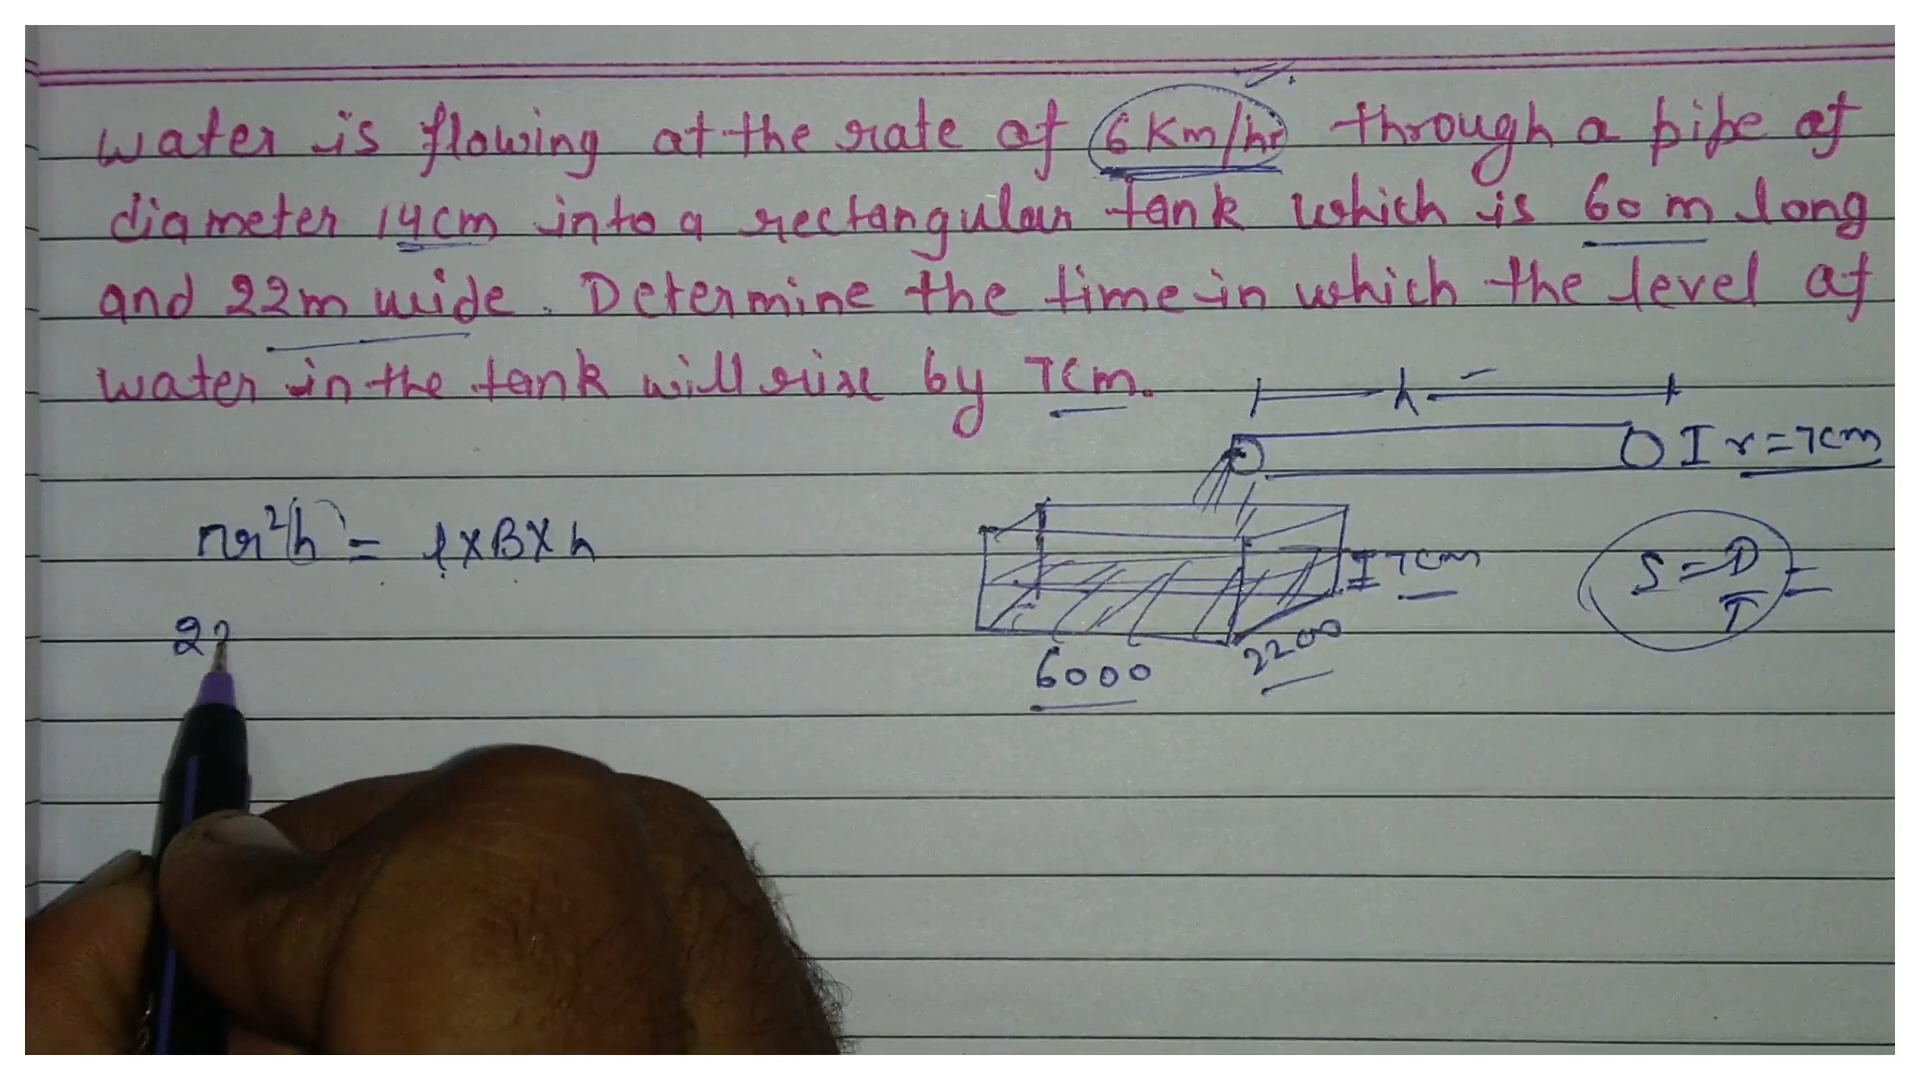 water is flowing at the rate of 6 Km/hr through a pipe of
diameter 14cm into a rectangular tank which is 60 m long
and 22m wide. Determine the time in which the level of
water in the tank will rise by 7cm.
h
r=7cm
πr²h = l×B×h
7cm
S=D/T=
22
2200
6000